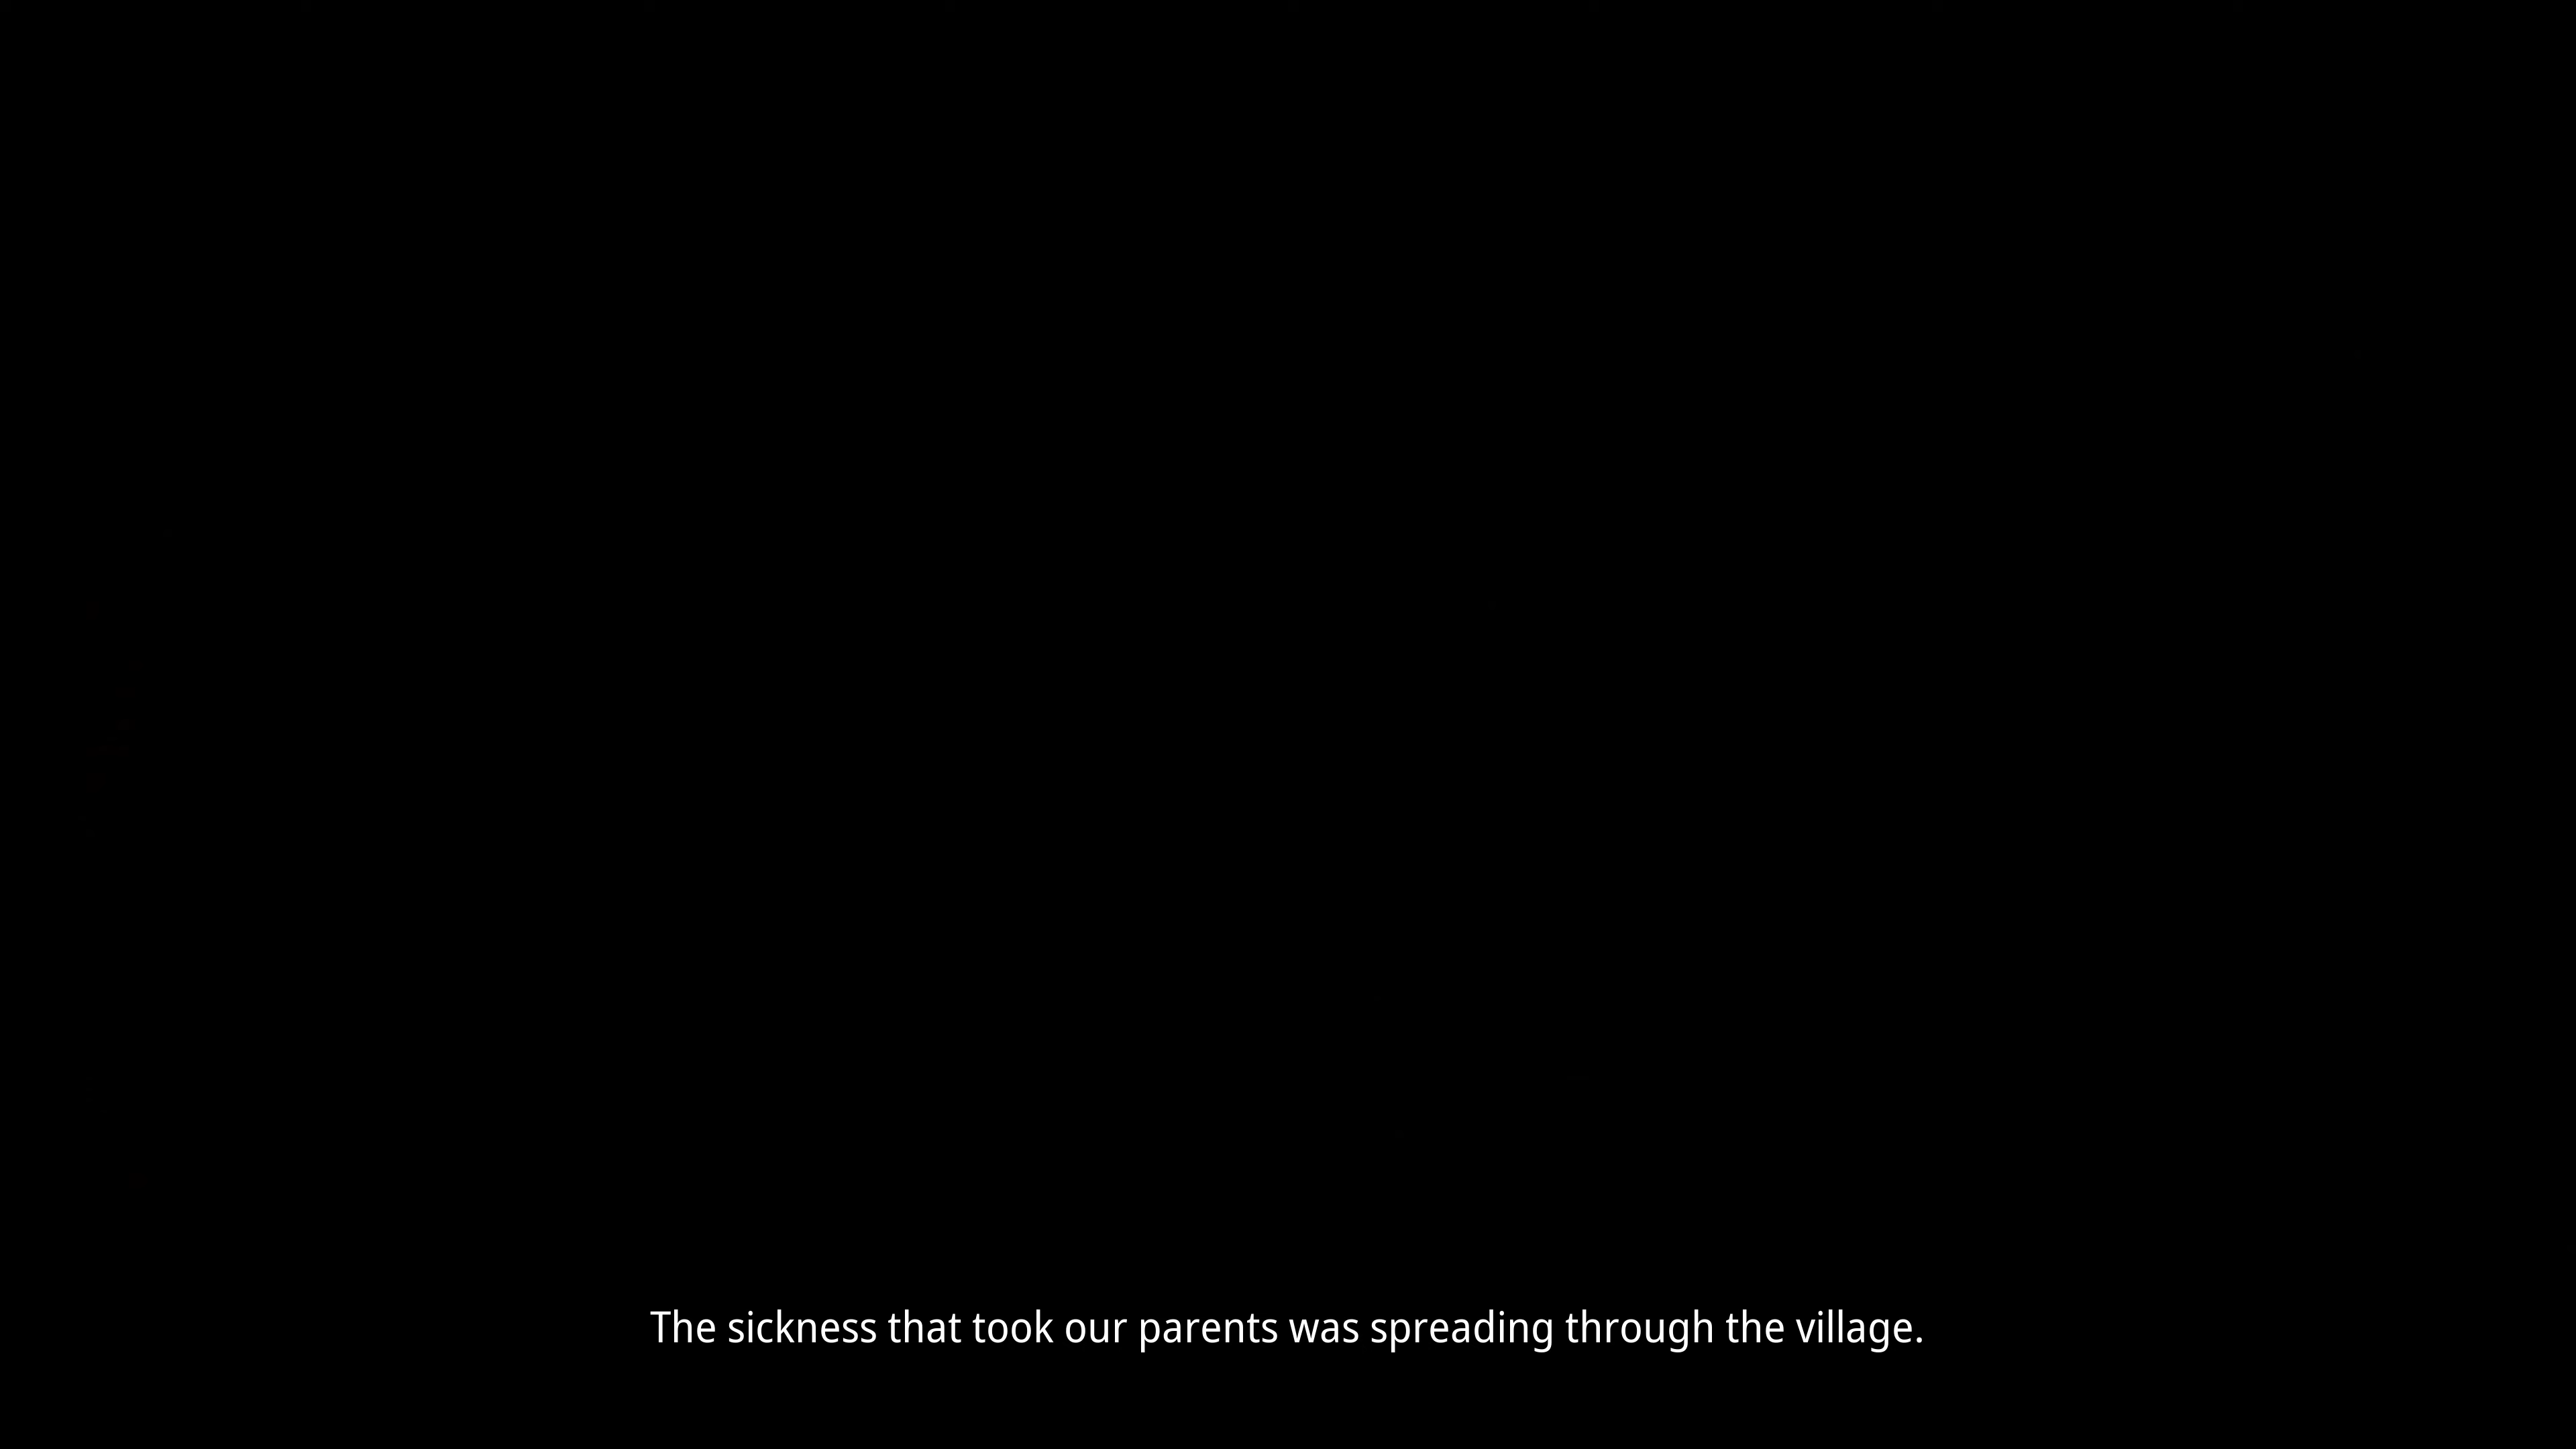 The sickness that took our parents was spreading through the village.